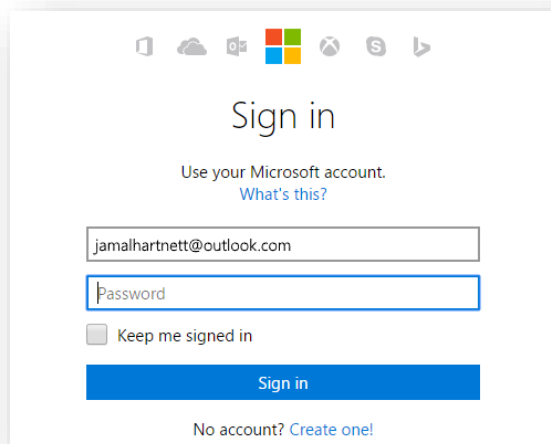 Sign in
Use your Microsoft account.
What's this?
jamalhartnett@outlook.com
Password
Keep me signed in
Sign in
No account? Create one!